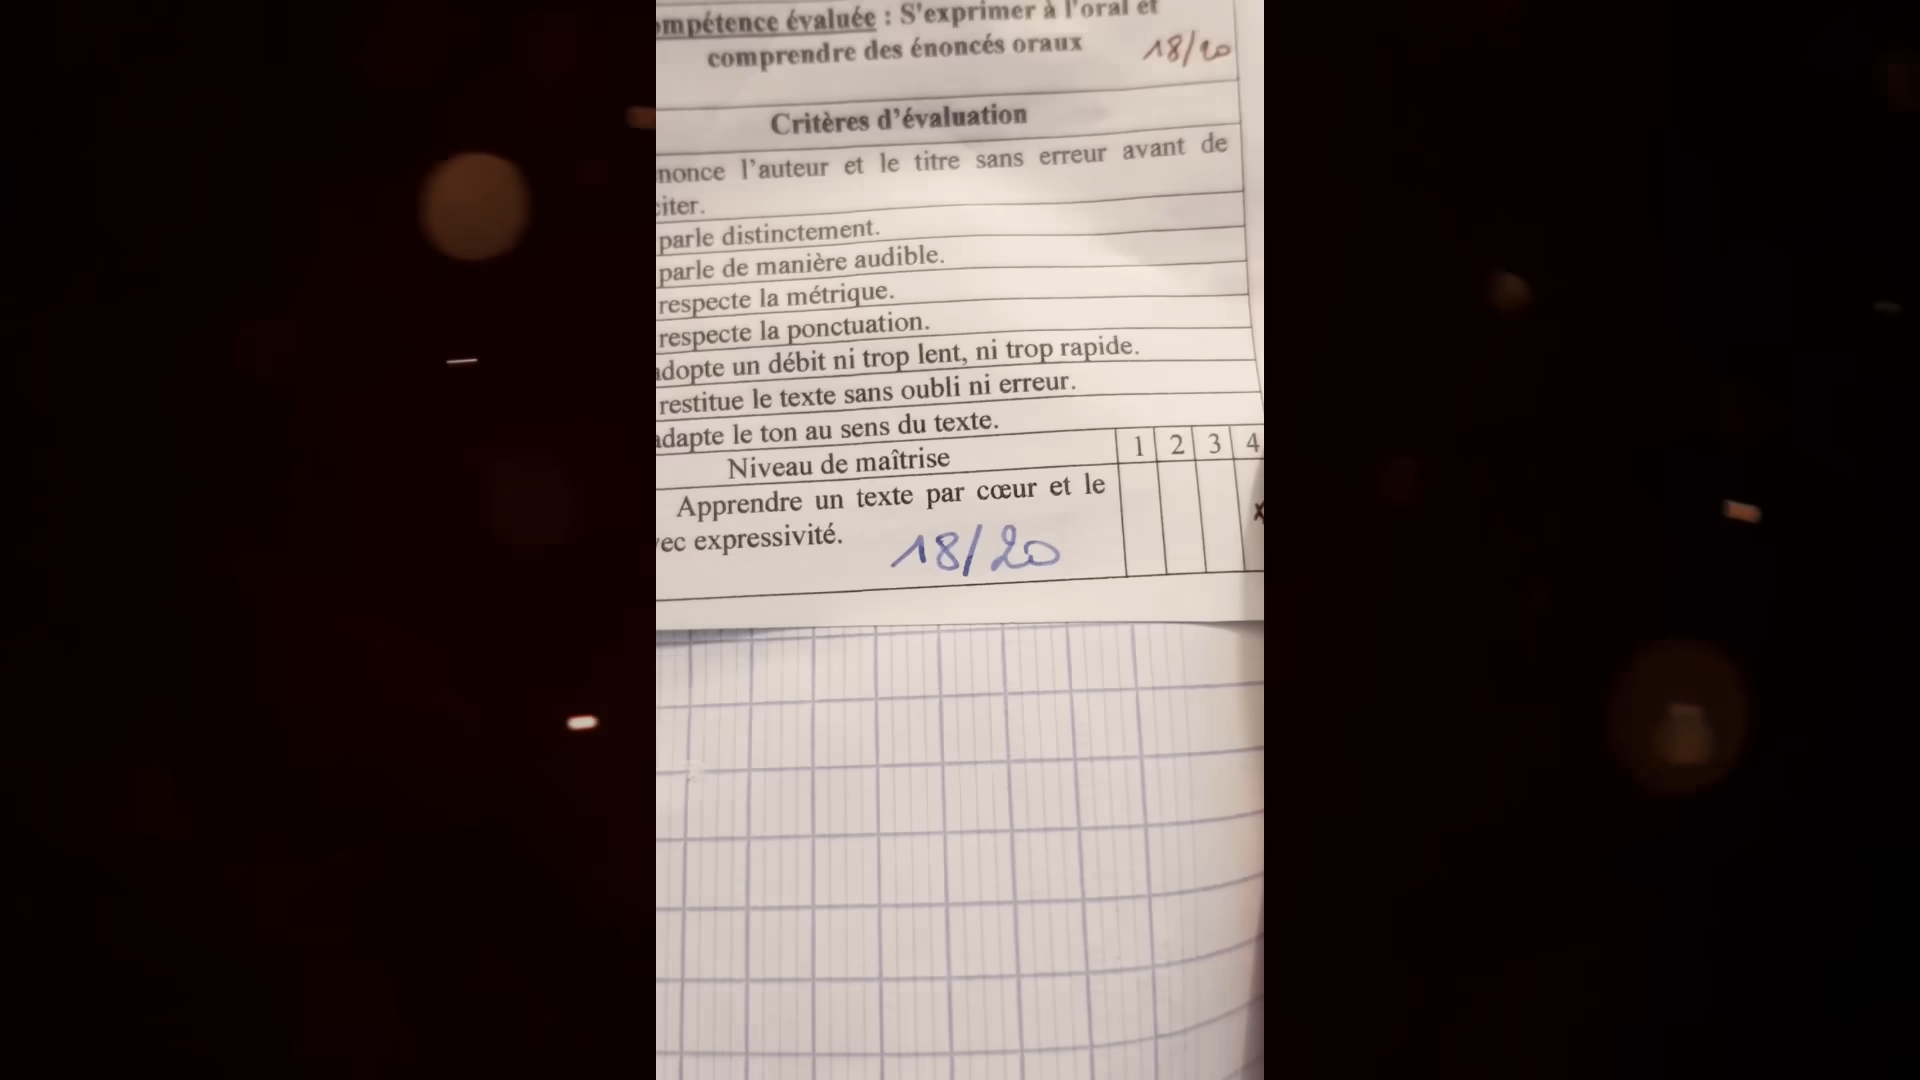 ompétence évaluée : S'exprimer à l'oral et
comprendre des énoncés oraux 18/20
Critères d'évaluation
nonce l'auteur et le titre sans erreur avant de
citer.
parle distinctement.
parle de manière audible.
respecte la métrique.
respecte la ponctuation.
adopte un débit ni trop lent, ni trop rapide.
restitue le texte sans oubli ni erreur.
adapte le ton au sens du texte.
Niveau de maîtrise 1 2 3 4
Apprendre un texte par cœur et le
ec expressivité. 18/20 x